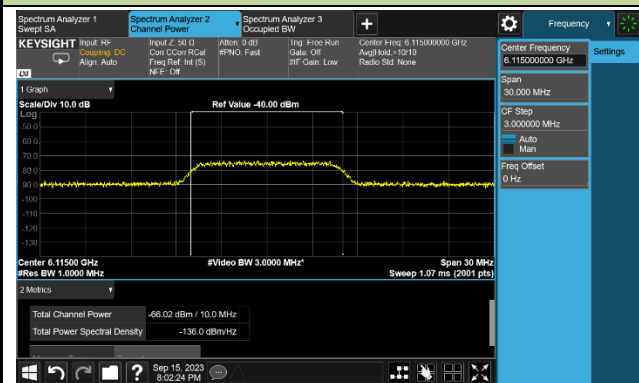 Spectrum Analyzer 1
Swept SA
Spectrum Analyzer 2
Channel Power
Spectrum Analyzer 3
Occupied BW
Frequency
KEYSIGHT
Input: RF
Coupling: DC
Align: Auto
Input Z: 50 Ω
Corr CCorr RCal
Freq Ref: Int (S)
NFE: Off
Atten: 0 dB
#PNO: Fast
Trig: Free Run
Gate: Off
#IF Gain: Low
Center Freq: 6.115000000 GHz
Avg|Hold:>10/10
Radio Std: None
LXI
Center Frequency
6.115000000 GHz
Settings
Span
30.000 MHz
CF Step
3.000000 MHz
Auto
Man
Freq Offset
0 Hz
1 Graph
Scale/Div 10.0 dB
Ref Value -40.00 dBm
Log
-50.0
-60.0
-70.0
-80.0
-90.0
-100
-110
-120
-130
Center 6.11500 GHz
#Video BW 3.0000 MHz*
Span 30 MHz
#Res BW 1.0000 MHz
Sweep 1.07 ms (2001 pts)
2 Metrics
Total Channel Power
-66.02 dBm / 10.0 MHz
Total Power Spectral Density
-136.0 dBm/Hz
?
Sep 15, 2023
8:02:24 PM